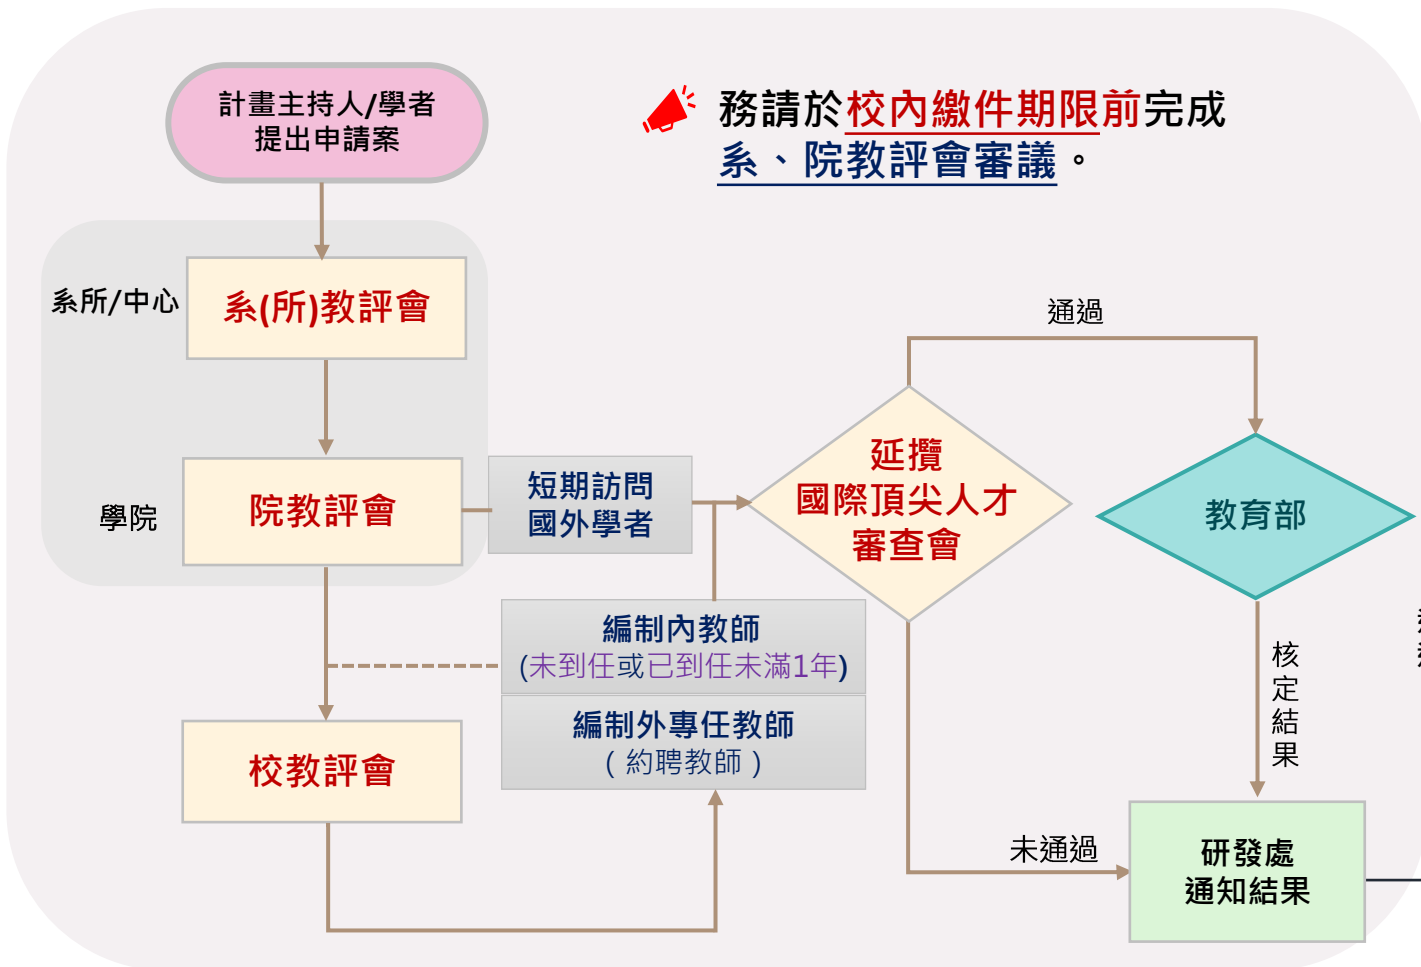 計畫主持人/學者
提出申請案
務請於校內繳件期限前完成
系、院教評會審議。
系所/中心
系(所)教評會
通過
學院
院教評會
短期訪問
國外學者
延攬
國際頂尖人才
審查會
教育部
編制內教師
(未到任或已到任未滿1年)
編制外專任教師
(約聘教師)
核定結果
校教評會
未通過
研發處
通知結果